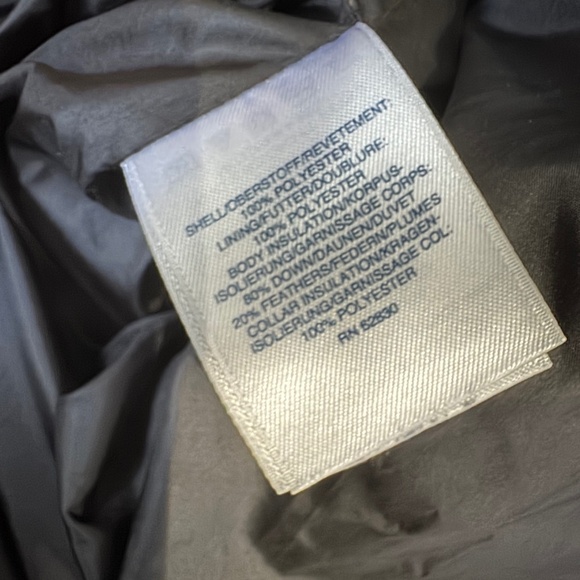 SHELL/OBERSTOFF/REVETEMENT:
100% POLYESTER
LINING/FUTTER/DOUBLURE:
100% POLYESTER
BODY INSULATION/KORPUS-
ISOLIERUNG/GARNISSAGE CORPS:
80% DOWN/DAUNEN/DUVET
20% FEATHERS/FEDERN/PLUMES
COLLAR INSULATION/KRAGEN-
ISOLIERUNG/GARNISSAGE COL:
100% POLYESTER
RN 52830